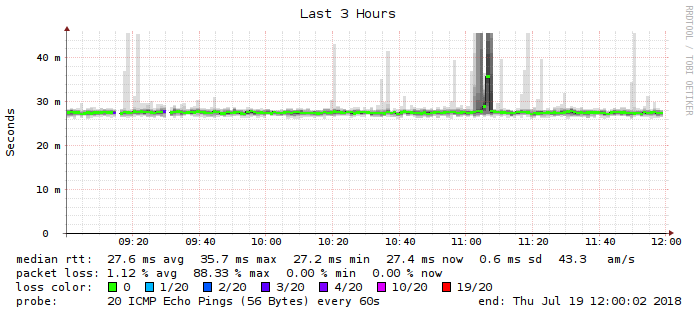 Last 3 Hours
RRDTOOL / TOBI OETIKER
Seconds
40 m
30 m
20 m
10 m
0
09:20 09:40 10:00 10:20 10:40 11:00 11:20 11:40 12:00
median rtt: 27.6 ms avg 35.7 ms max 27.2 ms min 27.4 ms now 0.6 ms sd 43.3 am/s
packet loss: 1.12 % avg 88.33 % max 0.00 % min 0.00 % now
loss color: 0 1/20 2/20 3/20 4/20 10/20 19/20
probe: 20 ICMP Echo Pings (56 Bytes) every 60s end: Thu Jul 19 12:00:02 2018